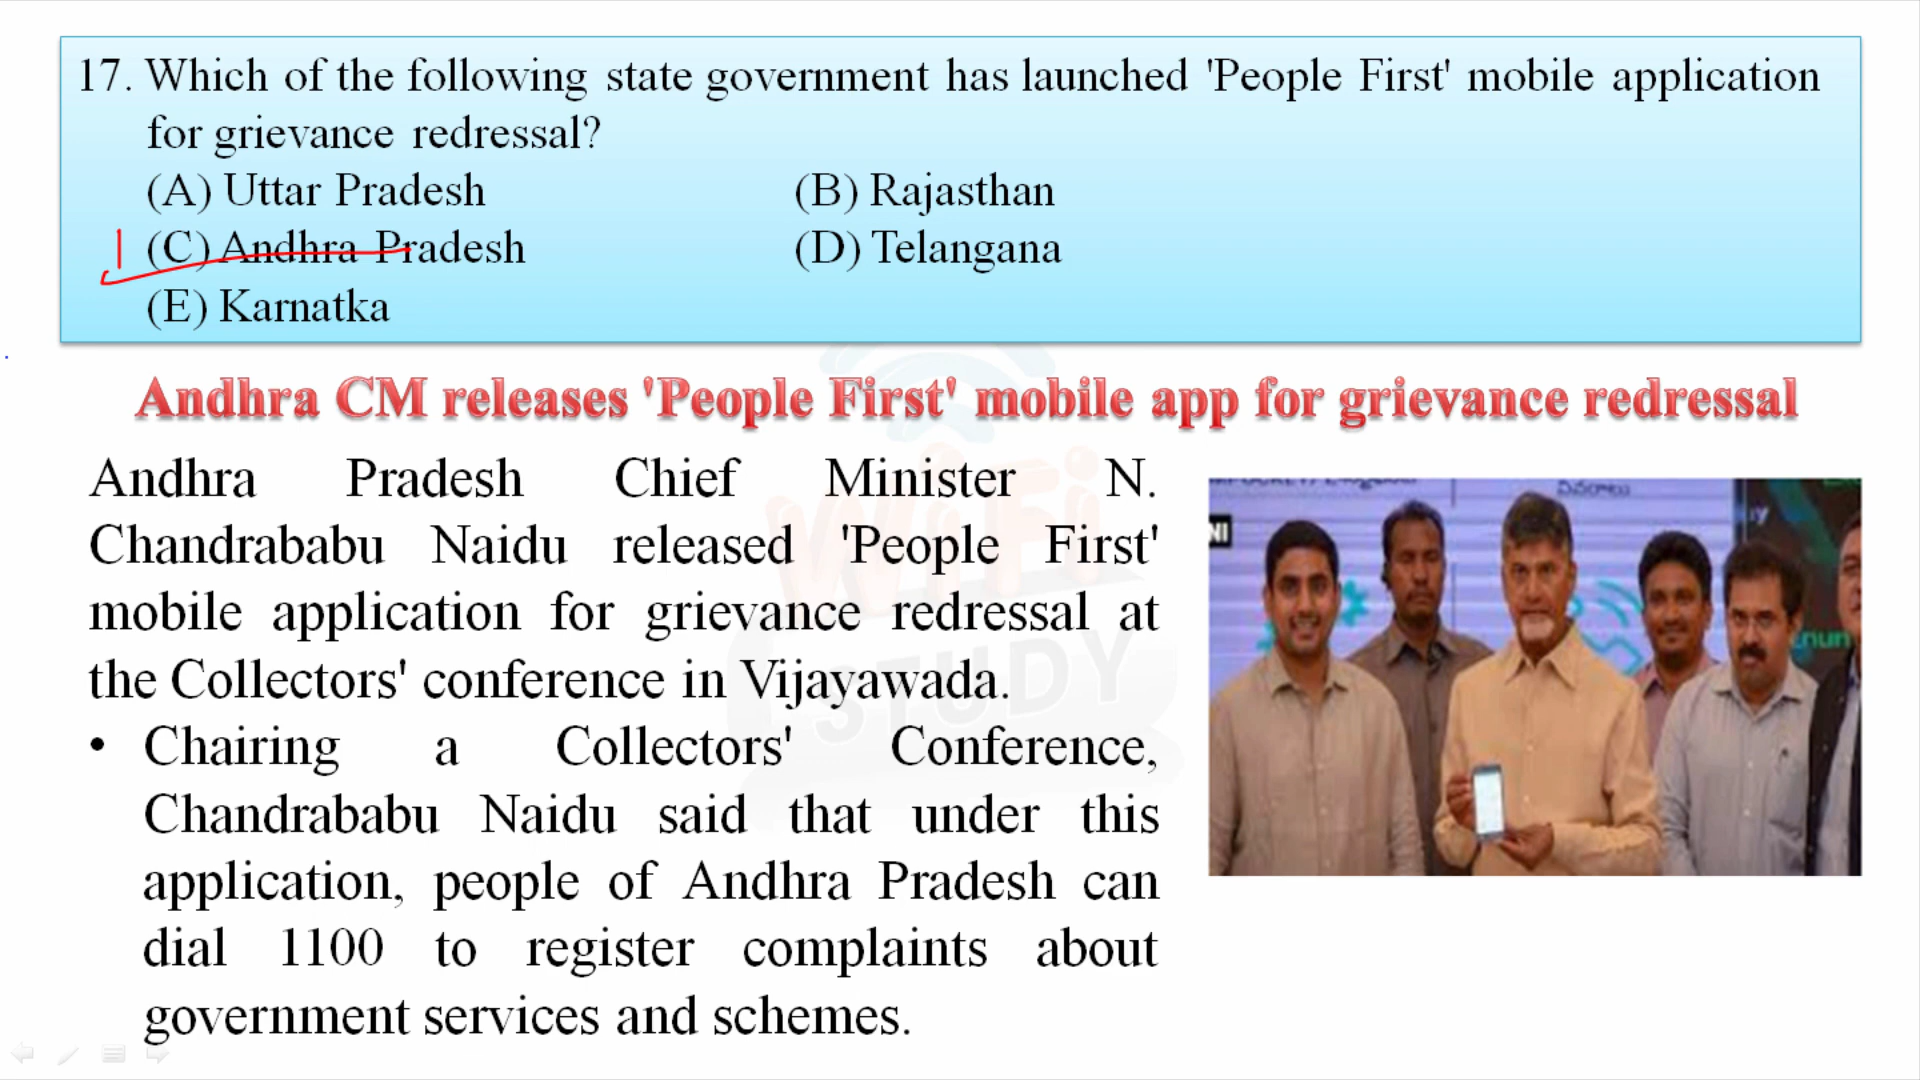 17. Which of the following state government has launched 'People First' mobile application
for grievance redressal?
(A) Uttar Pradesh (B) Rajasthan
(C) Andhra Pradesh (D) Telangana
(E) Karnatka
Andhra CM releases 'People First' mobile app for grievance redressal
Andhra Pradesh Chief Minister N.
Chandrababu Naidu released 'People First'
mobile application for grievance redressal at
the Collectors' conference in Vijayawada.
• Chairing a Collectors' Conference,
Chandrababu Naidu said that under this
application, people of Andhra Pradesh can
dial 1100 to register complaints about
government services and schemes.
WiFi
STUDY
NI